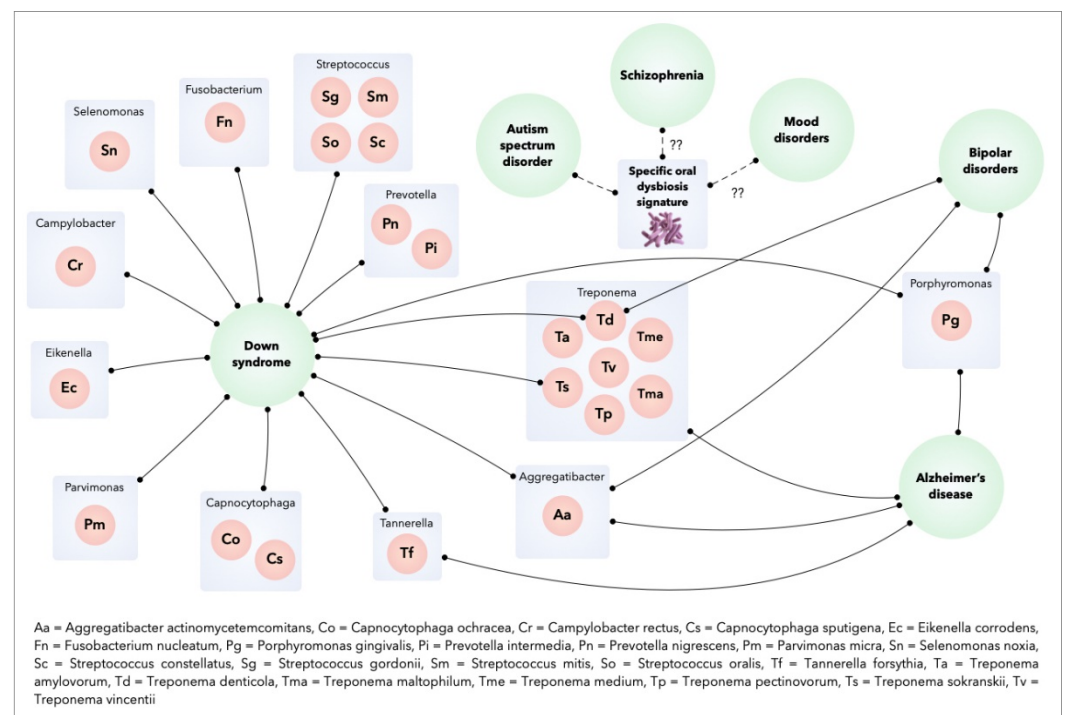 Streptococcus
Sg
Sm
So
Sc
Fusobacterium
Fn
Selenomonas
Sn
Schizophrenia
Autism
spectrum
disorder
Mood
disorders
??
??
Specific oral
dysbiosis
signature
Bipolar
disorders
Prevotella
Pn
Pi
Campylobacter
Cr
Porphyromonas
Pg
Treponema
Td
Ta
Tme
Tv
Ts
Tma
Tp
Down
syndrome
Eikenella
Ec
Parvimonas
Pm
Capnocytophaga
Co
Cs
Tannerella
Tf
Aggregatibacter
Aa
Alzheimer's
disease
Aa = Aggregatibacter actinomycetemcomitans, Co = Capnocytophaga ochracea, Cr = Campylobacter rectus, Cs = Capnocytophaga sputigena, Ec = Eikenella corrodens,
Fn = Fusobacterium nucleatum, Pg = Porphyromonas gingivalis, Pi = Prevotella intermedia, Pn = Prevotella nigrescens, Pm = Parvimonas micra, Sn = Selenomonas noxia,
Sc = Streptococcus constellatus, Sg = Streptococcus gordonii, Sm = Streptococcus mitis, So = Streptococcus oralis, Tf = Tannerella forsythia, Ta = Treponema
amylovorum, Td = Treponema denticola, Tma = Treponema maltophilum, Tme = Treponema medium, Tp = Treponema pectinovorum, Ts = Treponema sokranskii, Tv =
Treponema vincentii